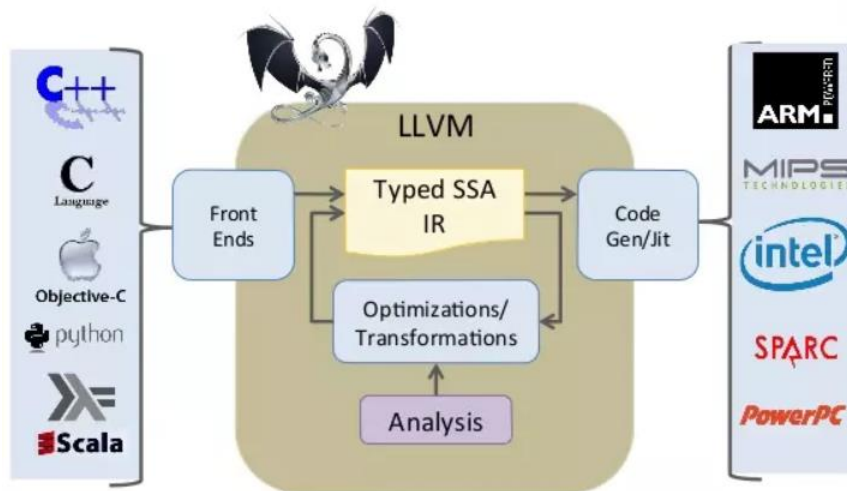 C++
C
Language
Objective-C
python
Scala
Front
Ends
LLVM
Typed SSA
IR
Optimizations/
Transformations
Analysis
Code
Gen/Jit
ARM
POWERED
MIPS
TECHNOLOGIES
intel
SPARC
PowerPC